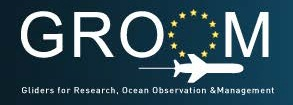 GROOM
Gliders for Research, Ocean Observation &Management